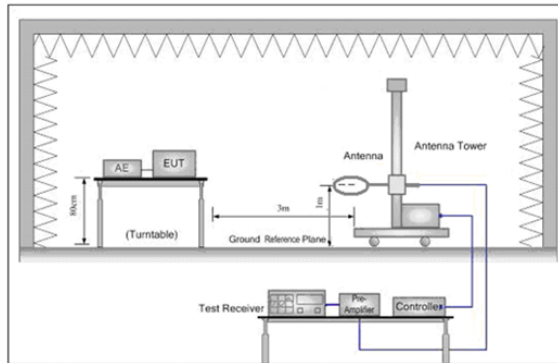 Antenna Tower
Antenna
AE
EUT
80cm
(Turntable)
3m
1m
Ground Reference Plane
Test Receiver
Pre-
Amplifier
Controller